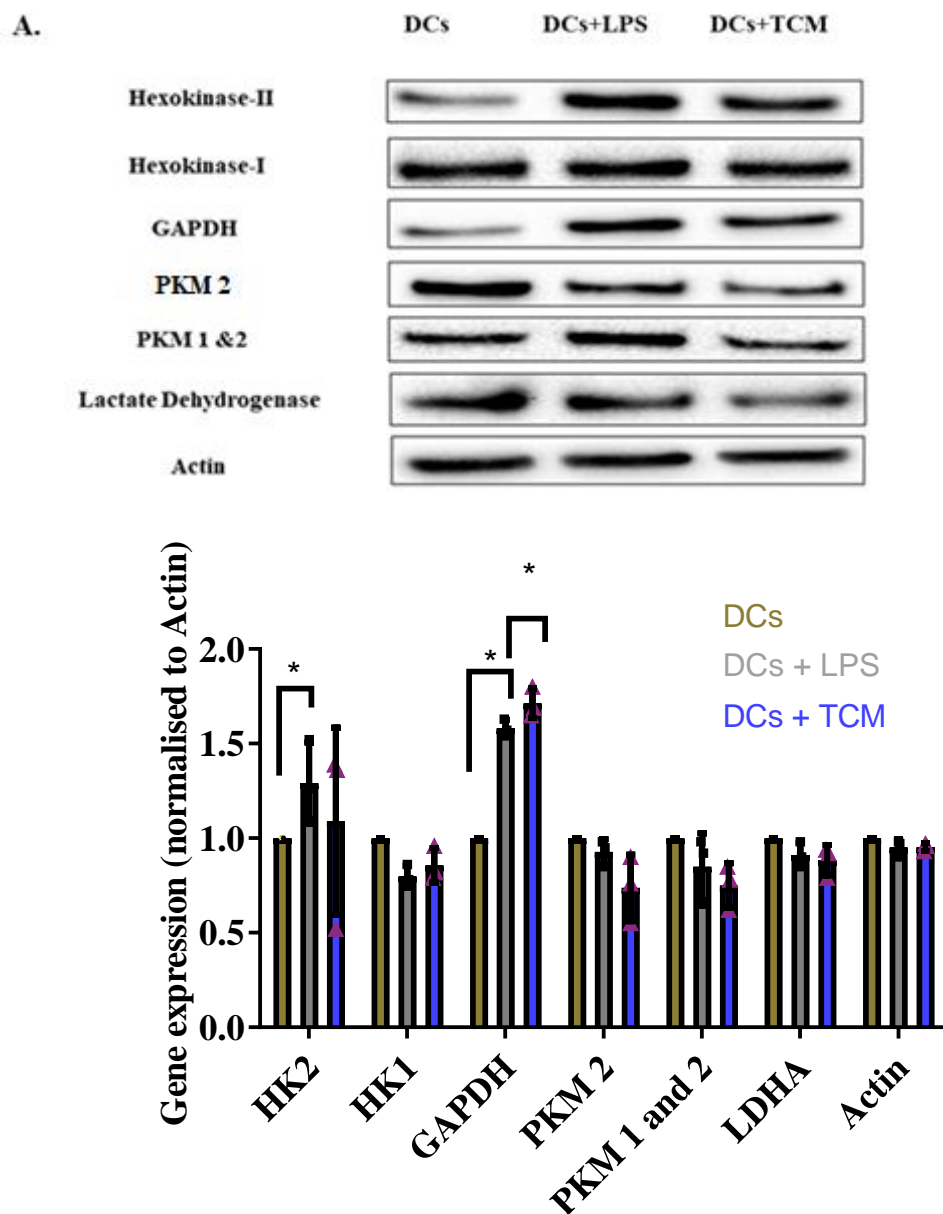 A.
DCs DCs+LPS DCs+TCM
Hexokinase-II
Hexokinase-I
GAPDH
PKM 2
PKM 1 &2
Lactate Dehydrogenase
Actin
Gene expression (normalised to Actin)
*
*
*
DCs
DCs + LPS
DCs + TCM
2.0
1.5
1.0
0.5
0.0
HK2
HK1
GAPDH
PKM 2
PKM 1 and 2
LDHA
Actin